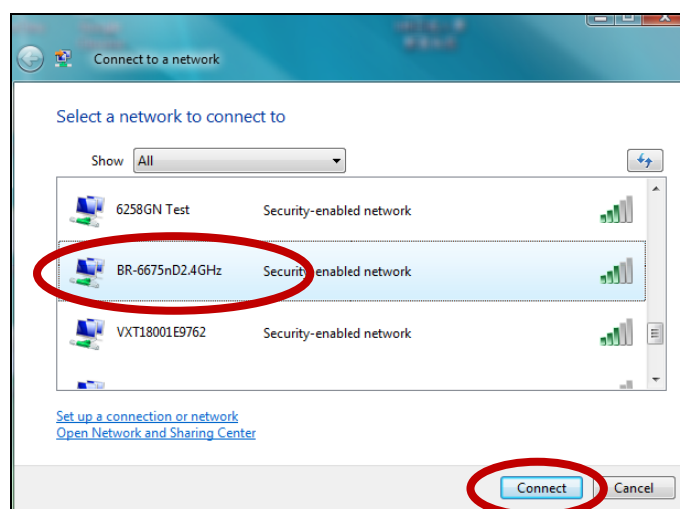 Connect to a network
Select a network to connect to
Show All
6258GN Test Security-enabled network
BR-6675nD2.4GHz Security-enabled network
VXT18001E9762 Security-enabled network
Set up a connection or network
Open Network and Sharing Center
Connect Cancel